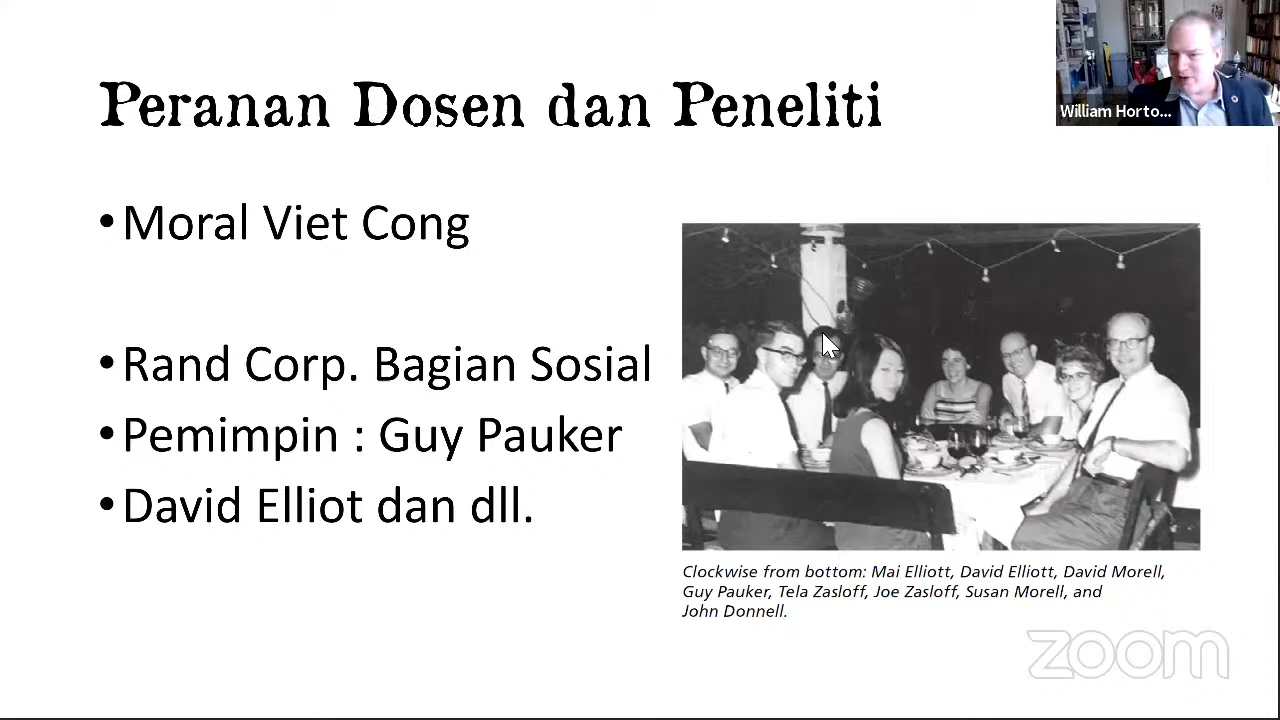 Peranan Dosen dan Peneliti
William Horto...
• Moral Viet Cong
• Rand Corp. Bagian Sosial
• Pemimpin : Guy Pauker
• David Elliot dan dll.
Clockwise from bottom: Mai Elliott, David Elliott, David Morell,
Guy Pauker, Tela Zasloff, Joe Zasloff, Susan Morell, and
John Donnell.
zoom